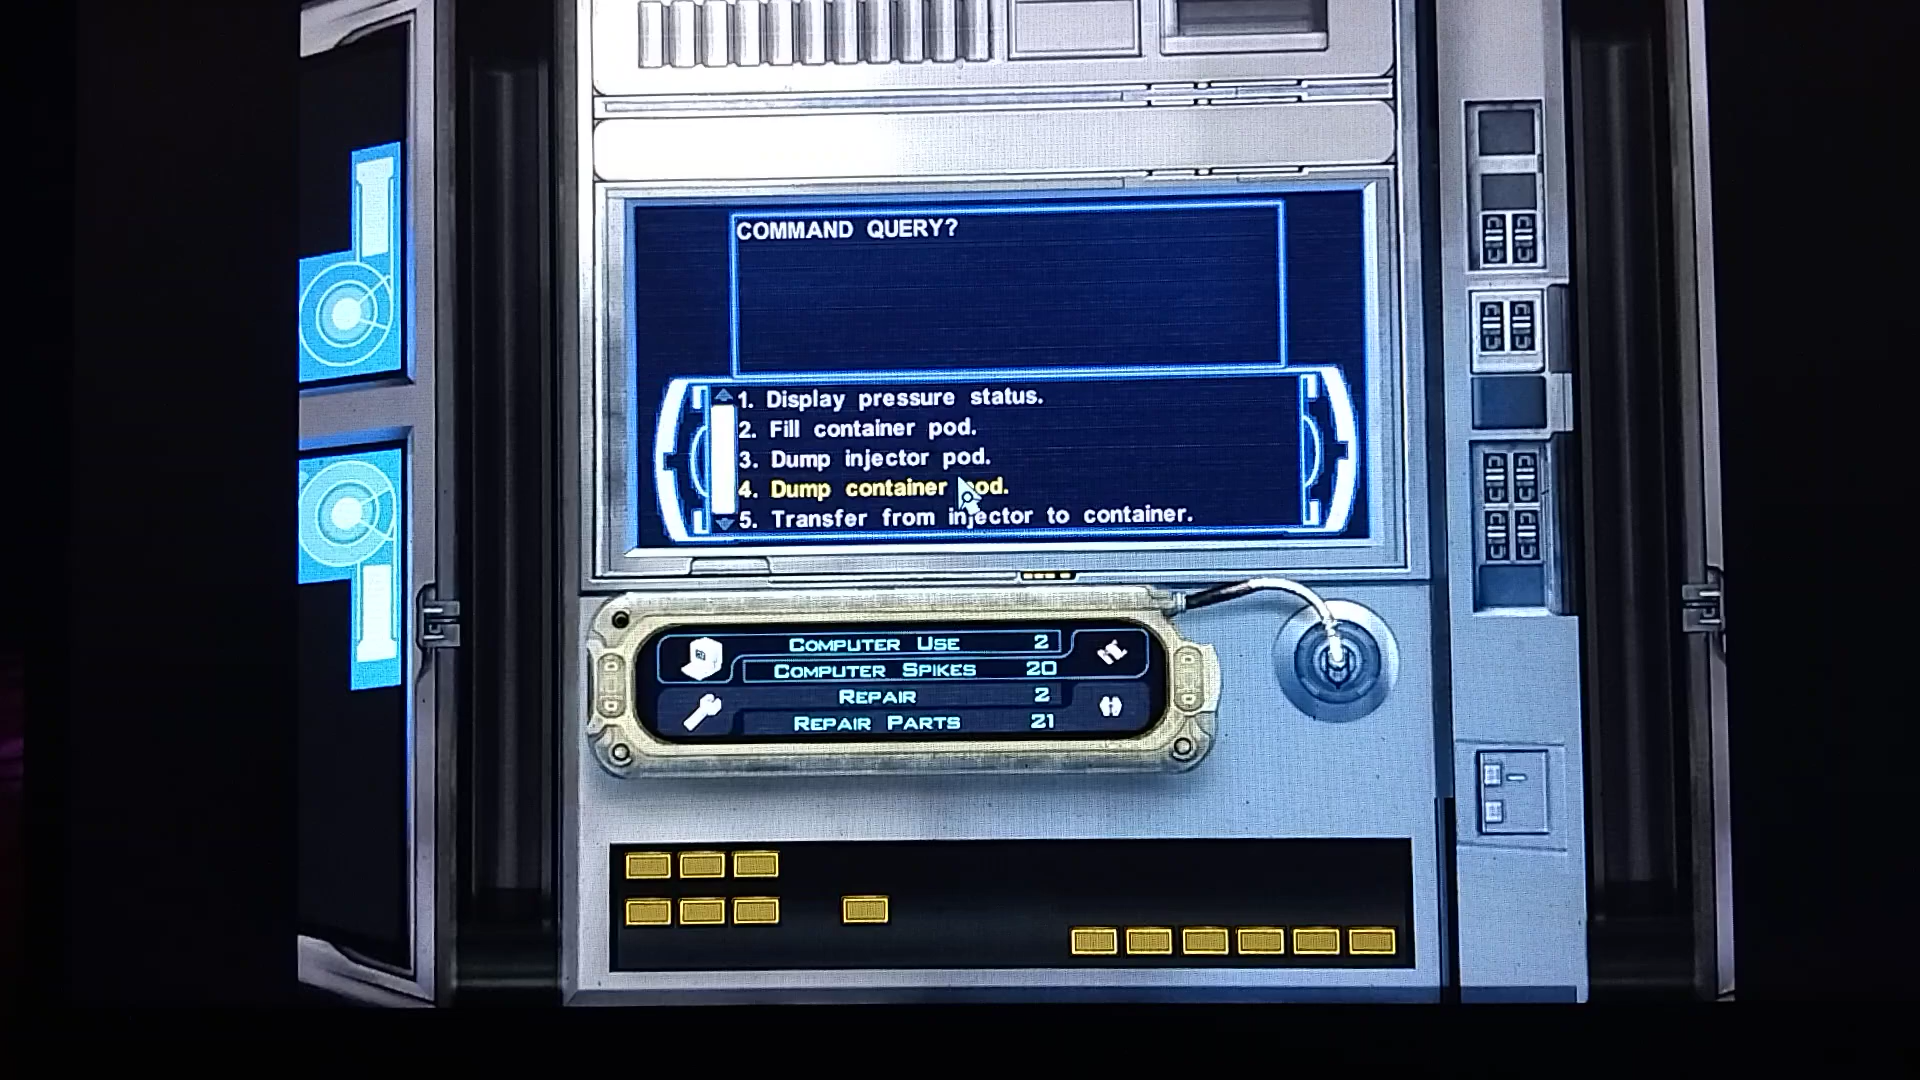 COMMAND QUERY?
1. Display pressure status.
2. Fill container pod.
3. Dump injector pod.
4. Dump container pod.
5. Transfer from injector to container.
COMPUTER USE 2
COMPUTER SPIKES 20
REPAIR 2
REPAIR PARTS 21